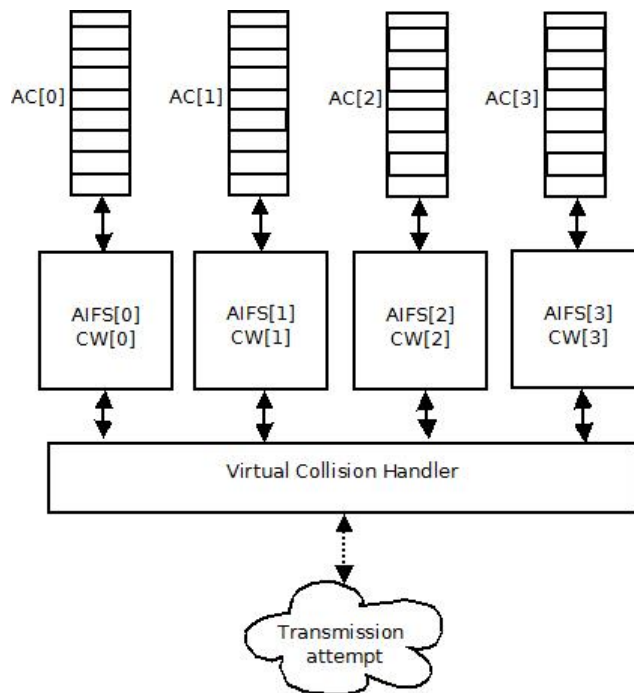 AC[0]
AC[1]
AC[2]
AC[3]
AIFS[0]
CW[0]
AIFS[1]
CW[1]
AIFS[2]
CW[2]
AIFS[3]
CW[3]
Virtual Collision Handler
Transmission
attempt